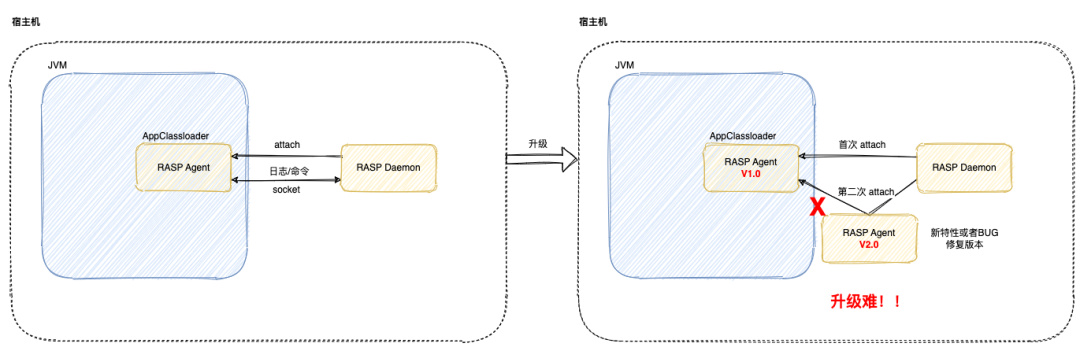 宿主机
JVM
AppClassloader
RASP Agent
attach
日志/命令
socket
RASP Daemon
升级
宿主机
JVM
AppClassloader
RASP Agent
V1.0
首次 attach
第二次 attach
RASP Daemon
X
RASP Agent
V2.0
新特性或者BUG
修复版本
升级难！！